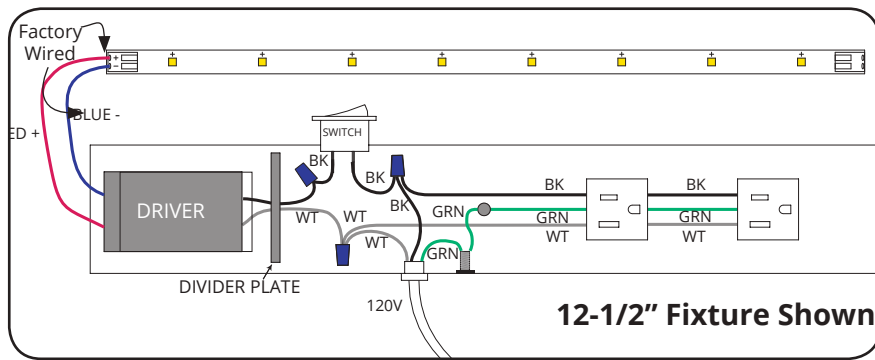 Factory
Wired
+
−
+ + + + + + + +
BLUE -
ED +
SWITCH
BK
BK
BK
BK
BK
DRIVER
WT
WT
WT
GRN
GRN
GRN
WT
GRN
WT
DIVIDER PLATE
120V
12-1/2” Fixture Shown